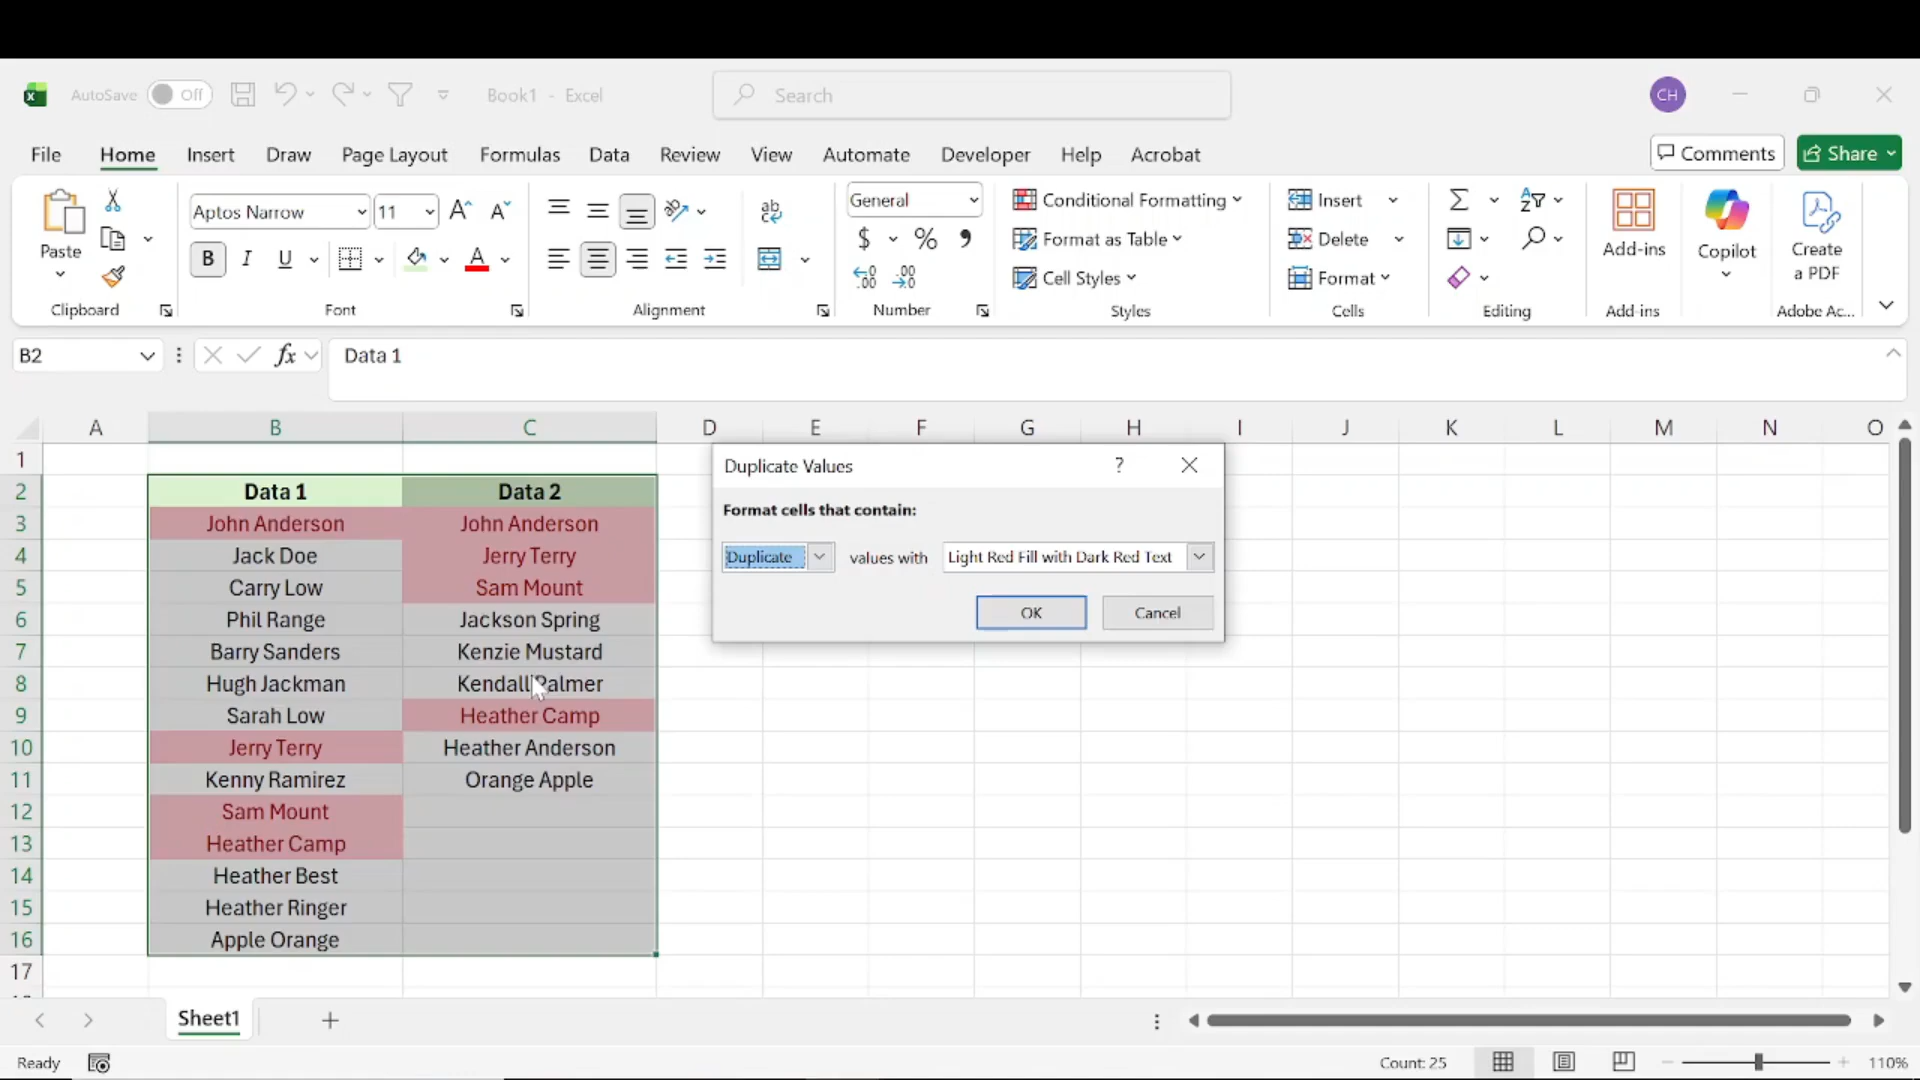 AutoSave Off Book1 - Excel Search CH
File Home Insert Draw Page Layout Formulas Data Review View Automate Developer Help Acrobat Comments Share
Paste
Clipboard
Aptos Narrow 11
B I U A
Font
ab
Alignment
General
$ % 9
.00 .00
Number
Conditional Formatting
Format as Table
Cell Styles
Styles
Insert
Delete
Format
Cells
Editing
Add-ins
Add-ins
Copilot
Create
a PDF
Adobe Ac...
B2 fx Data 1
A B C D E F G H I J K L M N O
1
2 Data 1 Data 2
3 John Anderson John Anderson
4 Jack Doe Jerry Terry
5 Carry Low Sam Mount
6 Phil Range Jackson Spring
7 Barry Sanders Kenzie Mustard
8 Hugh Jackman Kendall Palmer
9 Sarah Low Heather Camp
10 Jerry Terry Heather Anderson
11 Kenny Ramirez Orange Apple
12 Sam Mount
13 Heather Camp
14 Heather Best
15 Heather Ringer
16 Apple Orange
17
Duplicate Values ?
Format cells that contain:
Duplicate values with Light Red Fill with Dark Red Text
OK Cancel
Sheet1
Ready Count: 25 110%